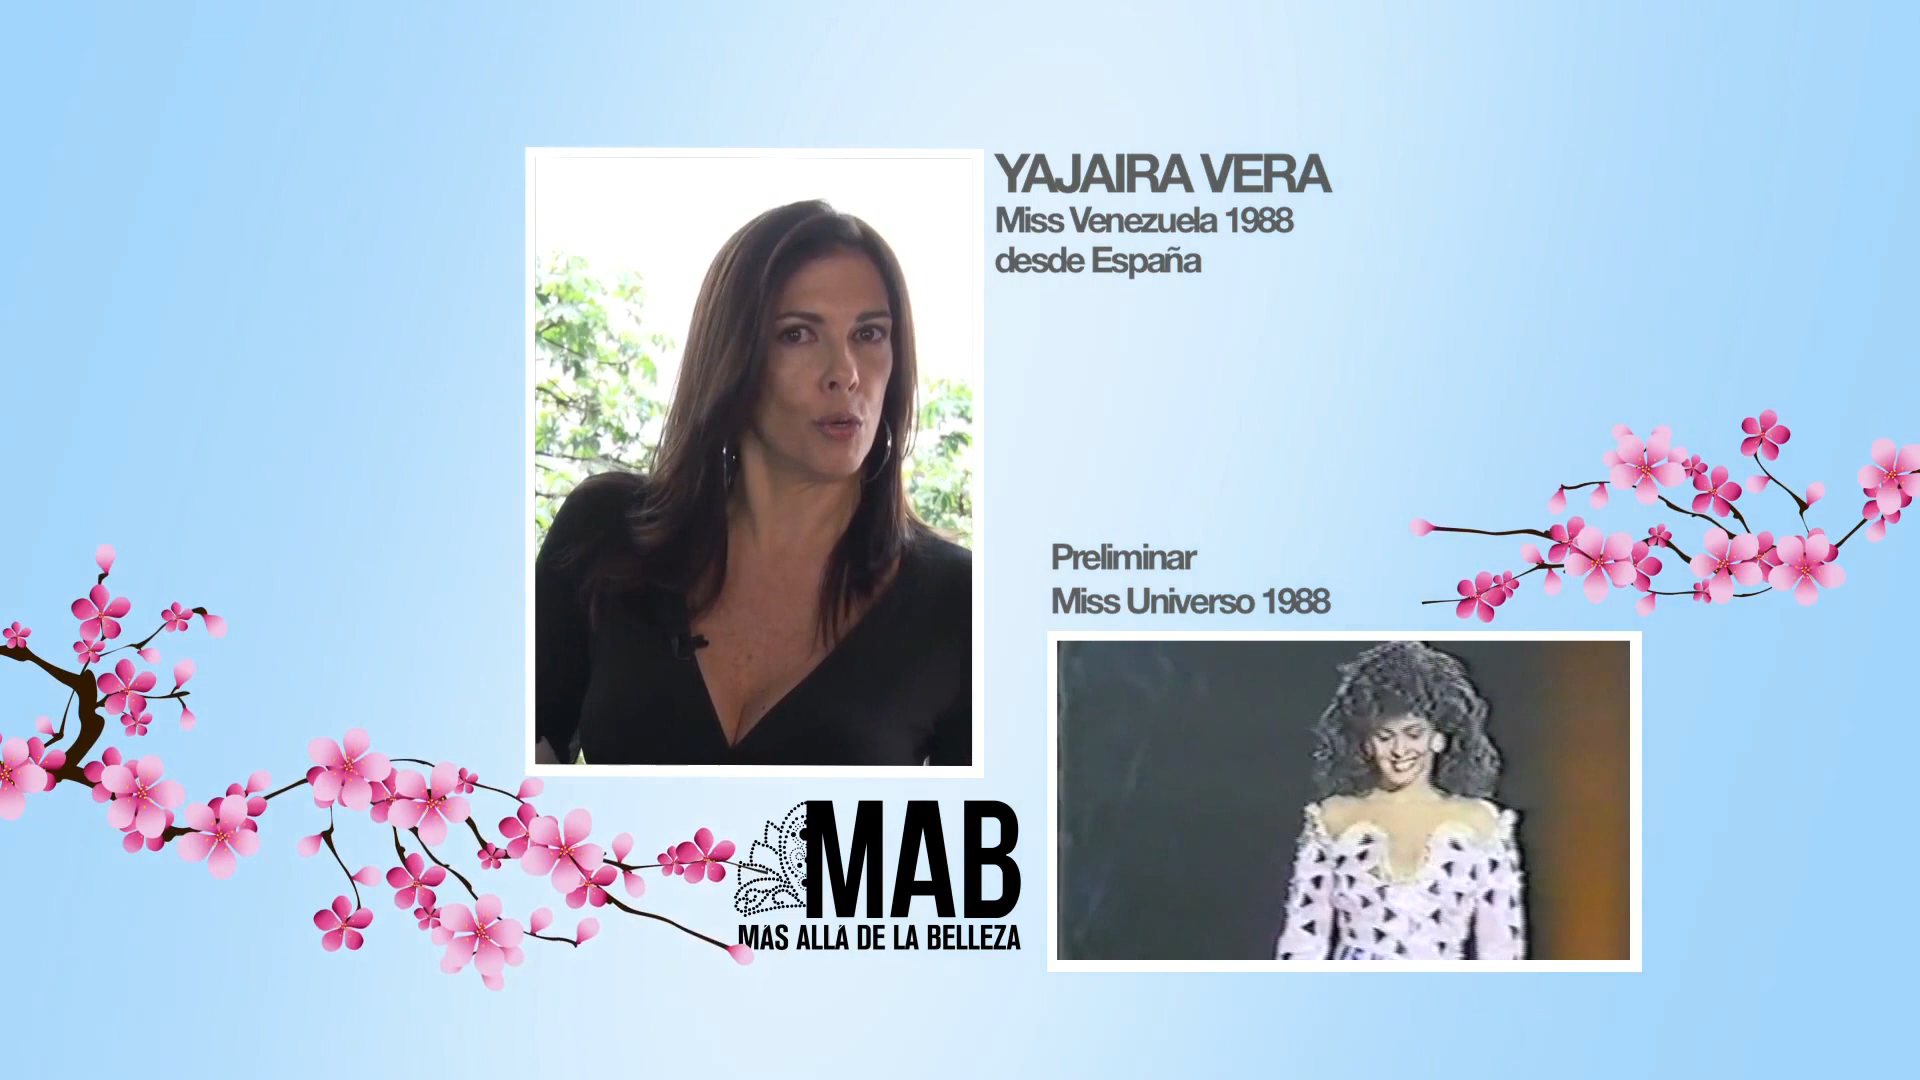 YAJAIRA VERA
Miss Venezuela 1988
desde España
Preliminar
Miss Universo 1988
MAB
MÁS ALLÁ DE LA BELLEZA